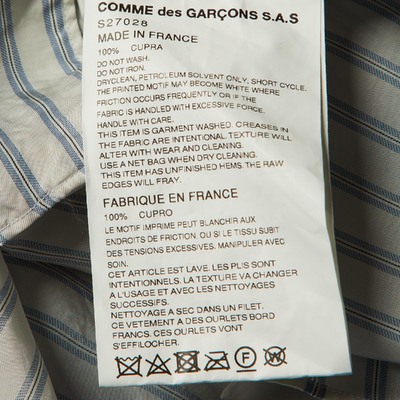 COMME des GARÇONS S.A.S
S27028
MADE IN FRANCE
100% CUPRA
DO NOT WASH.
DO NOT IRON.
DRYCLEAN, PETROLEUM SOLVENT ONLY, SHORT CYCLE.
THE PRINTED MOTIF MAY BECOME WHITE WHERE
FRICTION OCCURS FREQUENTLY OR IF THE
FABRIC IS HANDLED WITH EXCESSIVE FORCE.
HANDLE WITH CARE.
THIS ITEM IS GARMENT WASHED. CREASES IN
THE FABRIC ARE INTENTIONAL TEXTURE WILL
ALTER WITH WEAR AND CLEANING.
USE A NET BAG WHEN DRY CLEANING.
THIS ITEM HAS UNFINISHED HEMS. THE RAW
EDGES WILL FRAY.
FABRIQUE EN FRANCE
100% CUPRO
LE MOTIF IMPRIME PEUT BLANCHIR AUX
ENDROITS DE FRICTION, OU SI LE TISSU SUBIT
DES TENSIONS EXCESSIVES. MANIPULER AVEC
SOIN.
CET ARTICLE EST LAVE. LES PLIS SONT
INTENTIONNELS. LA TEXTURE VA CHANGER
A L'USAGE ET AVEC LES NETTOYAGES
SUCCESSIFS.
NETTOYAGE A SEC DANS UN FILET.
CE VETEMENT A DES OURLETS BORD
FRANCS. CES OURLETS VONT
S'EFFILOCHER.
F